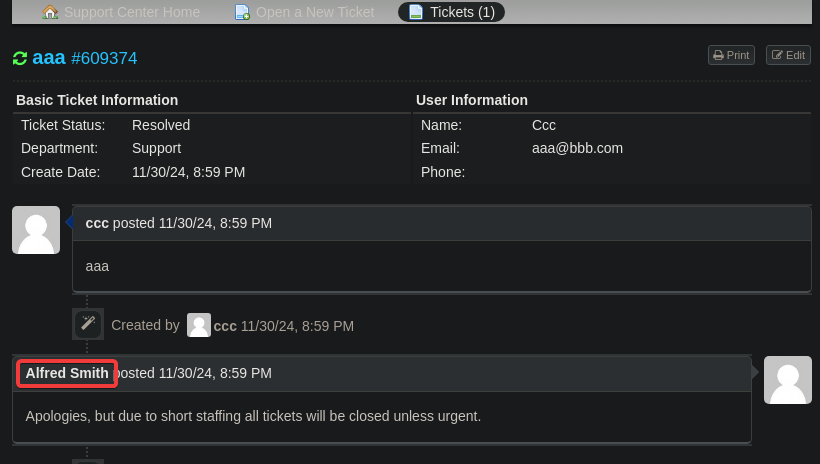 Support Center Home Open a New Ticket Tickets (1)
aaa #609374 Print Edit
Basic Ticket Information User Information
Ticket Status: Resolved Name: Ccc
Department: Support Email: aaa@bbb.com
Create Date: 11/30/24, 8:59 PM Phone:
ccc posted 11/30/24, 8:59 PM
aaa
Created by ccc 11/30/24, 8:59 PM
Alfred Smith posted 11/30/24, 8:59 PM
Apologies, but due to short staffing all tickets will be closed unless urgent.